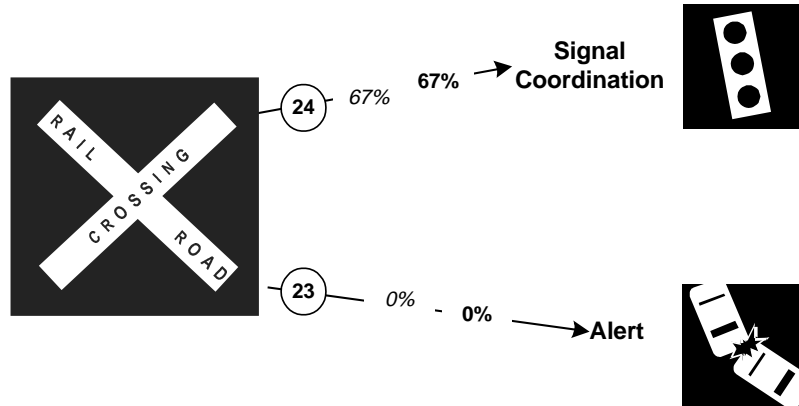 24
67%
67%
Signal
Coordination
RAIL
CROSSING
ROAD
23
0%
0%
Alert